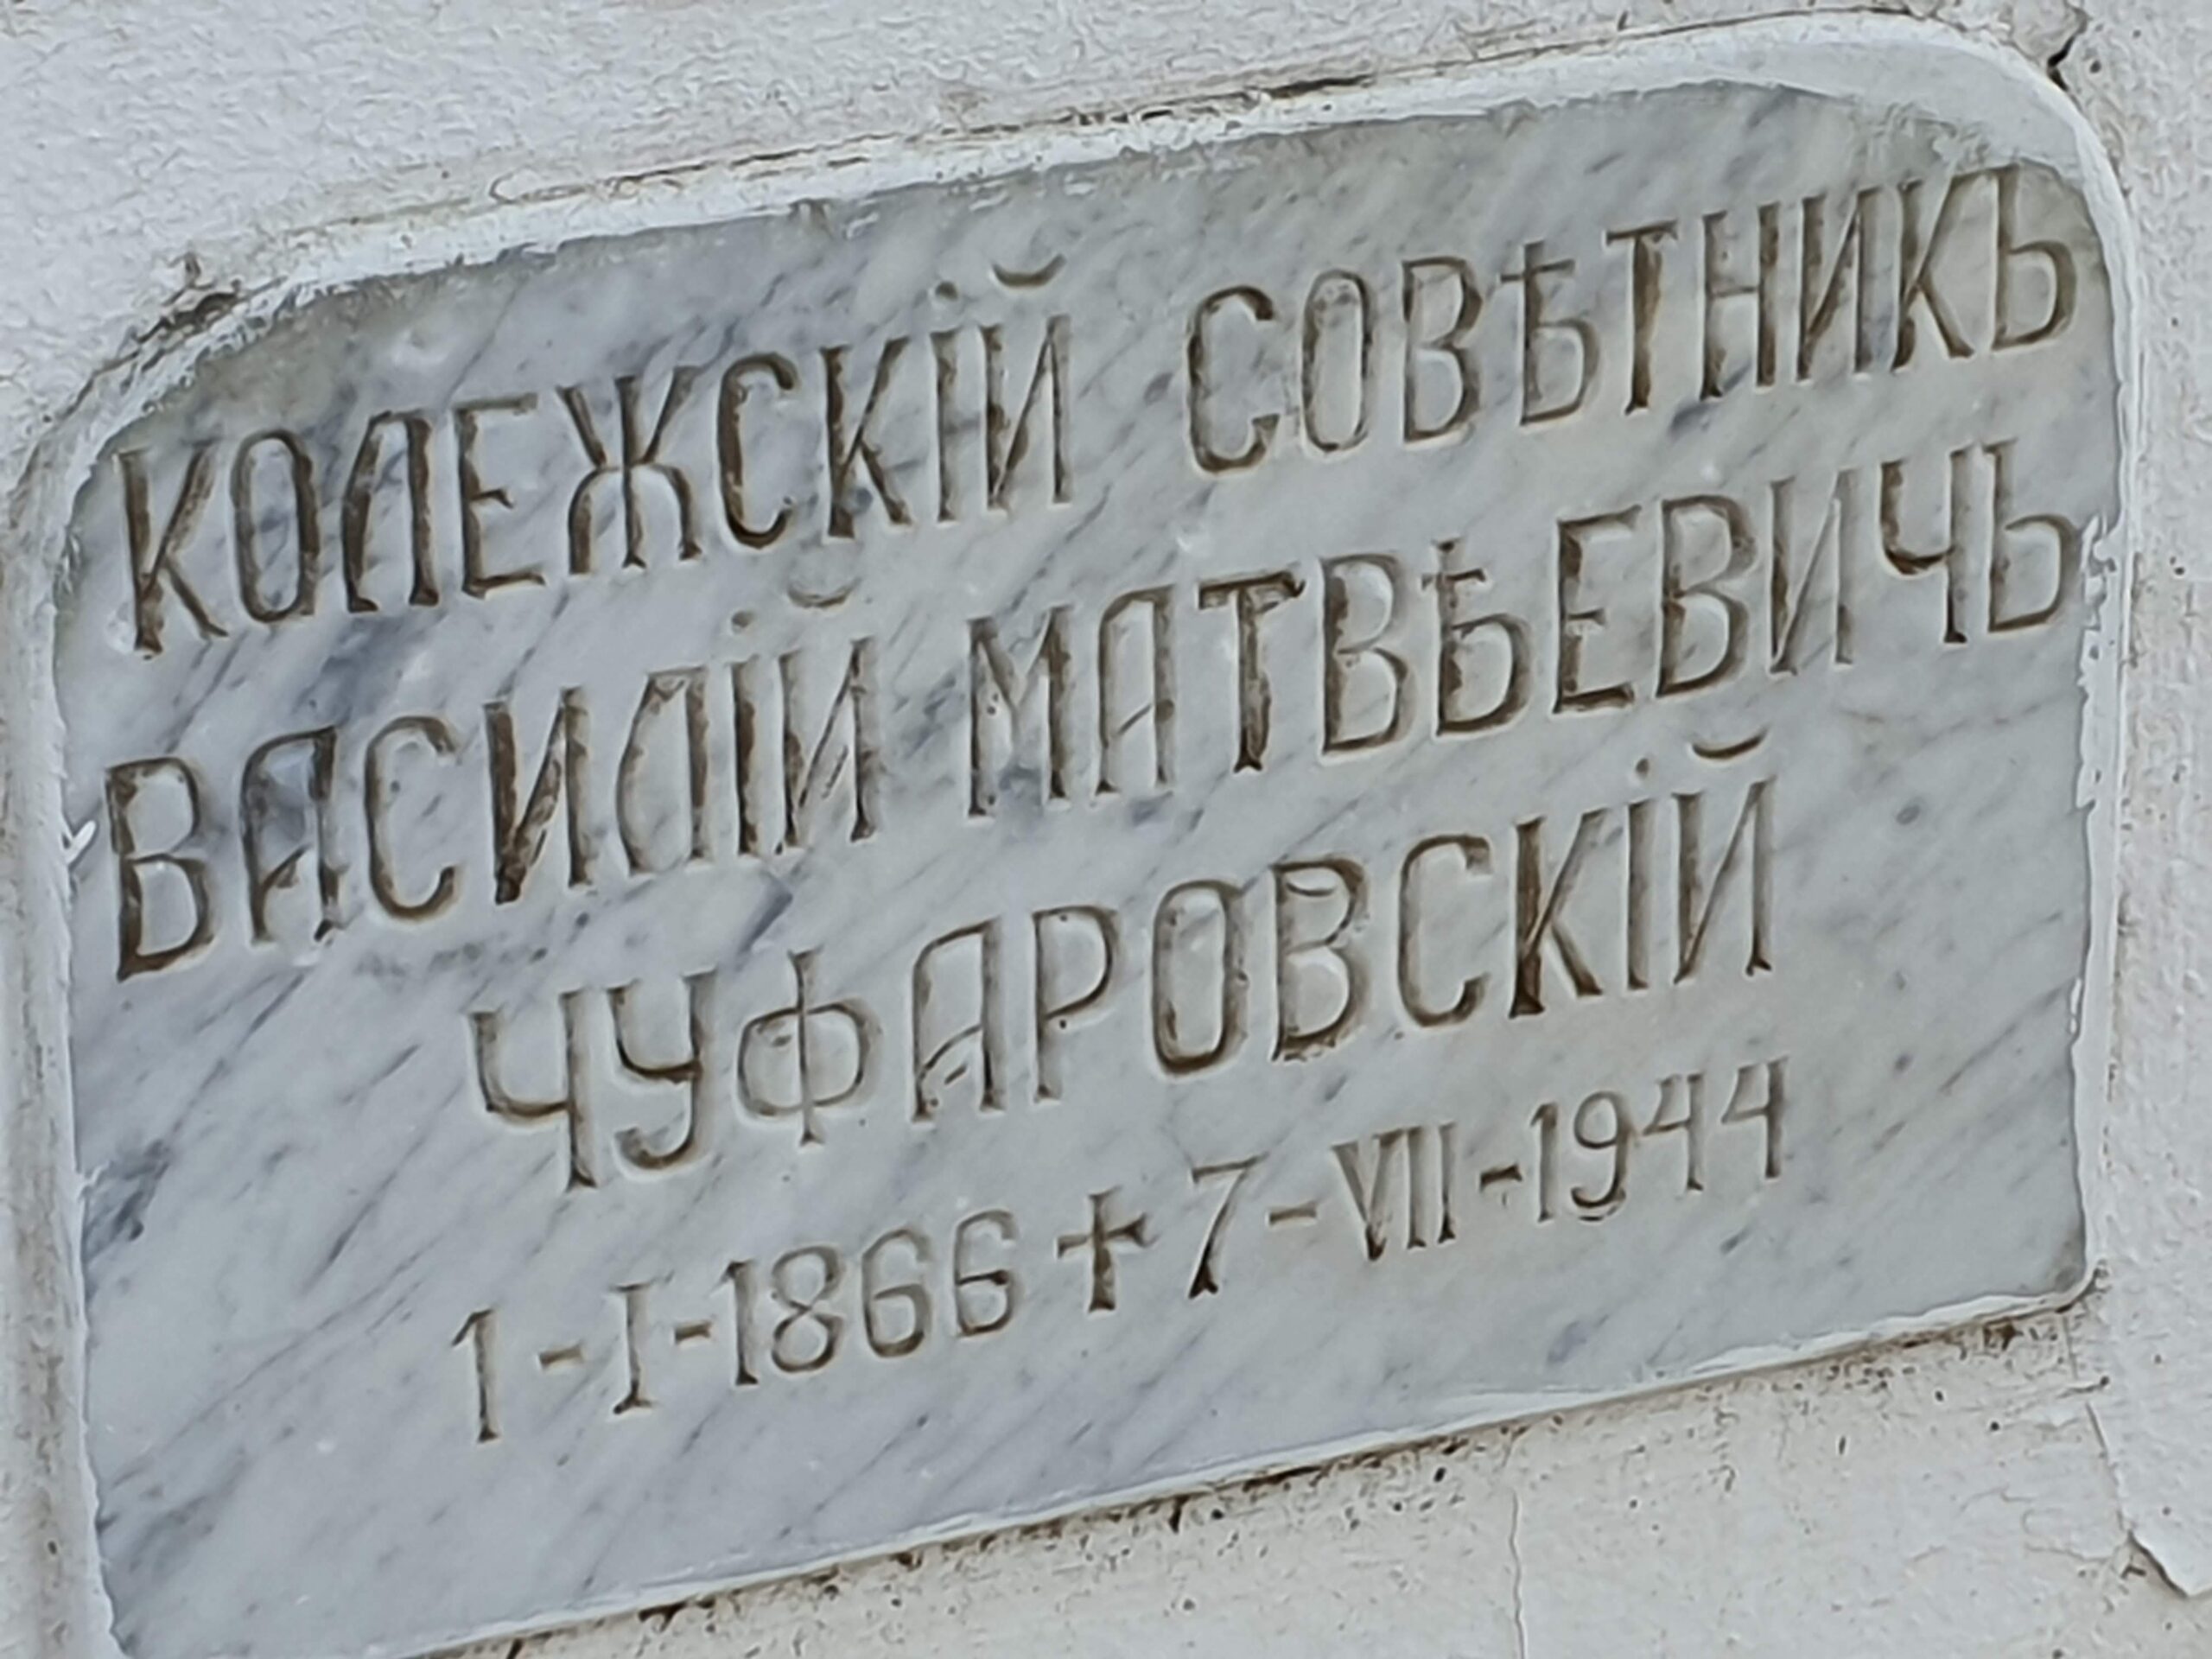 КОЛЕЖСКІЙ СОВѢТНИКЪ
ВАСИЛІЙ МАТВѢЕВИЧЪ
ЧУФАРОВСКІЙ
1-I-1866 + 7-VII-1944